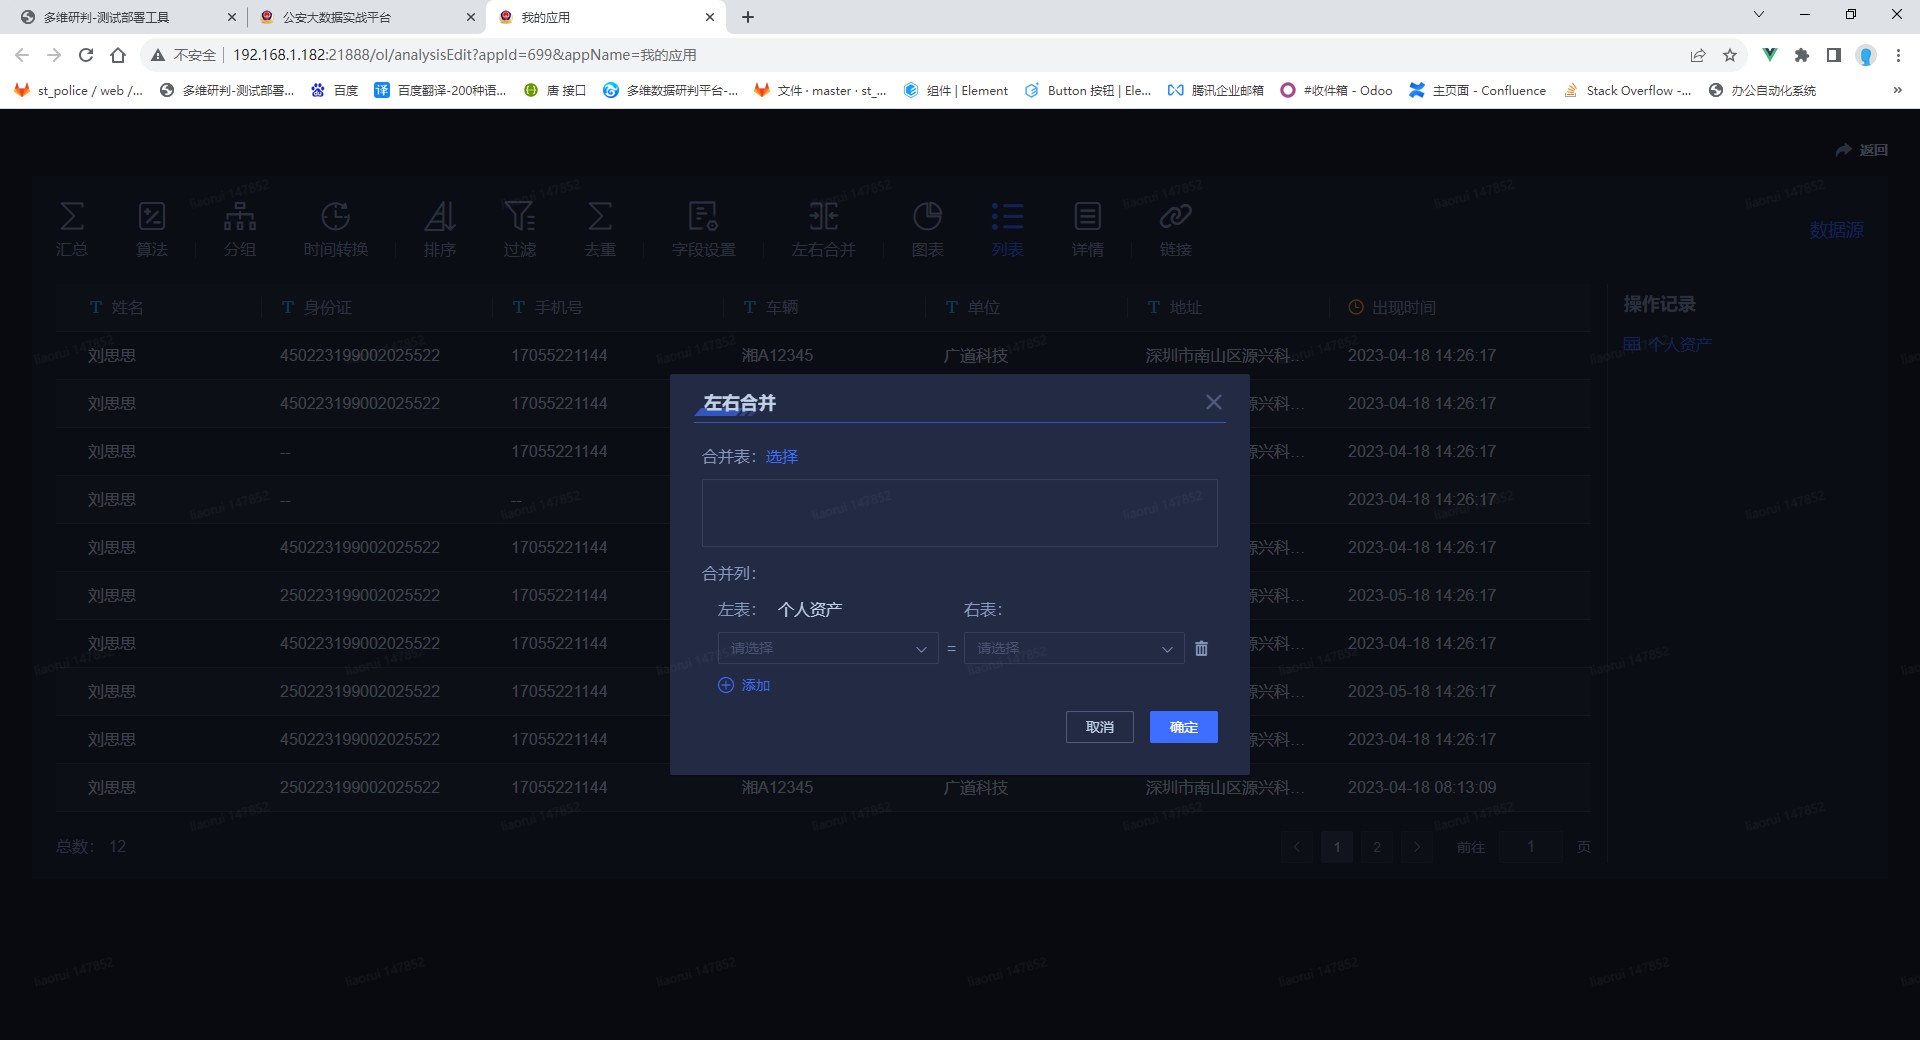 多维研判-测试部署工具
公安大数据实战平台
我的应用
不安全 192.168.1.182:21888/ol/analysisEdit?appId=699&appName=我的应用
st_police / web /... 多维研判-测试部署... 百度 百度翻译-200种语... 唐 接口 多维数据研判平台-... 文件 · master · st_... 组件 | Element Button 按钮 | Ele... 腾讯企业邮箱 #收件箱 - Odoo 主页面 - Confluence Stack Overflow -... 办公自动化系统 »
返回
汇总 算法 分组 时间转换 排序 过滤 去重 字段设置 左右合并 图表 列表 详情 链接
数据源
T 姓名 T 身份证 T 手机号 T 车辆 T 单位 T 地址 出现时间
操作记录
个人资产
刘思思 450223199002025522 17055221144 湘A12345 广道科技 深圳市南山区源兴科... 2023-04-18 14:26:17
刘思思 450223199002025522 17055221144 源兴科... 2023-04-18 14:26:17
刘思思 -- 17055221144 源兴科... 2023-04-18 14:26:17
刘思思 -- -- 2023-04-18 14:26:17
刘思思 450223199002025522 17055221144 源兴科... 2023-04-18 14:26:17
刘思思 250223199002025522 17055221144 源兴科... 2023-05-18 14:26:17
刘思思 450223199002025522 17055221144 源兴科... 2023-04-18 14:26:17
刘思思 250223199002025522 17055221144 源兴科... 2023-05-18 14:26:17
刘思思 450223199002025522 17055221144 源兴科... 2023-04-18 14:26:17
刘思思 250223199002025522 17055221144 湘A12345 广道科技 深圳市南山区源兴科... 2023-04-18 08:13:09
总数： 12
1 2 前往 1 页
左右合并
合并表：选择
合并列：
左表： 个人资产 右表：
请选择 = 请选择
添加
取消 确定
liaorui 147852